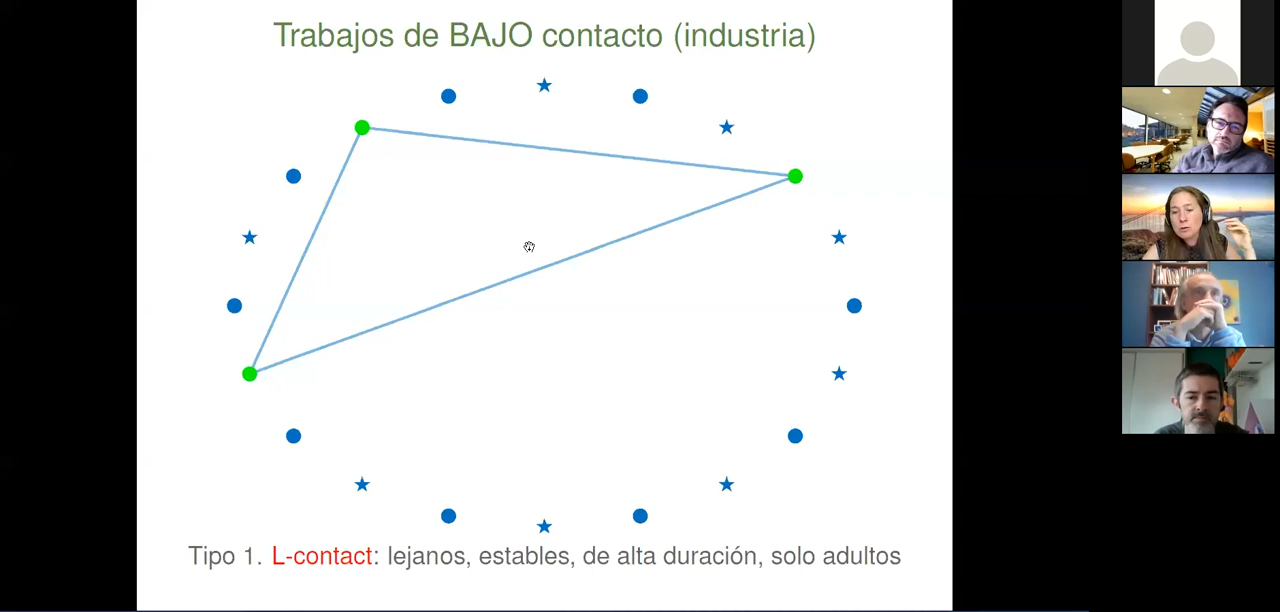 Trabajos de BAJO contacto (industria)
Tipo 1. L-contact: lejanos, estables, de alta duración, solo adultos